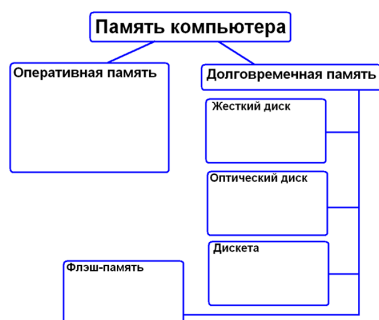 Память компьютера
Оперативная память
Долговременная память
Жесткий диск
Оптический диск
Дискета
Флэш-память